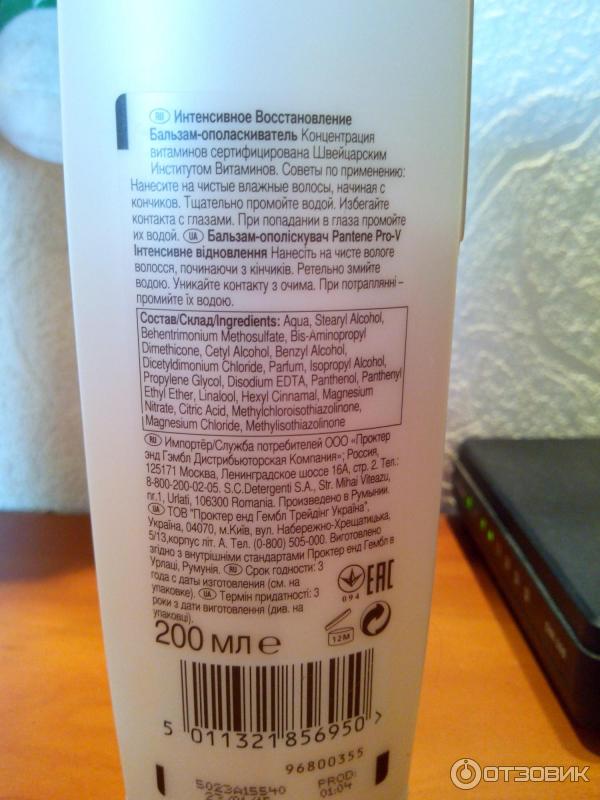 RU Интенсивное Восстановление
Бальзам-ополаскиватель Концентрация
витаминов сертифицирована Швейцарским
Институтом Витаминов. Советы по применению:
Нанесите на чистые влажные волосы, начиная с
кончиков. Тщательно промойте водой. Избегайте
контакта с глазами. При попадании в глаза промойте
их водой. UA Бальзам-ополіскувач Pantene Pro-V
Інтенсивне відновлення Нанесіть на чисте вологе
волосся, починаючи з кінчиків. Ретельно змийте
водою. Уникайте контакту з очима. При потраплянні -
промийте їх водою.
Состав/Склад/Ingredients: Aqua, Stearyl Alcohol,
Behentrimonium Methosulfate, Bis-Aminopropyl
Dimethicone, Cetyl Alcohol, Benzyl Alcohol,
Dicetyldimonium Chloride, Parfum, Isopropyl Alcohol,
Propylene Glycol, Disodium EDTA, Panthenol, Panthenyl
Ethyl Ether, Linalool, Hexyl Cinnamal, Magnesium
Nitrate, Citric Acid, Methylchloroisothiazolinone,
Magnesium Chloride, Methylisothiazolinone
RU Импортёр/Служба потребителей ООО «Проктер
энд Гэмбл Дистрибьюторская Компания»; Россия,
125171 Москва, Ленинградское шоссе 16А, стр. 2. Тел.:
8-800-200-02-05. S.C.Detergenti S.A., Str. Mihai Viteazu,
nr.1, Urlati, 106300 Romania. Произведено в Румынии.
UA ТОВ "Проктер енд Гембл Трейдінг Україна",
Україна, 04070, м.Київ, вул. Набережно-Хрещатицька,
5/13,корпус літ. А. Тел. (0-800) 505-000. Виготовлено
згідно з внутрішніми стандартами Проктер енд Гембл в
Урлаці, Румунія. RU Срок годности: 3
года с даты изготовления (см. на
упаковке). UA Термін придатності: 3
роки з дати виготовлення (див. на
упаковці).
094
EAC
200 МЛ e
12M
5 011321 856950 >
96800355
5023A15540
PROD:
01:04
ОТЗОВИК